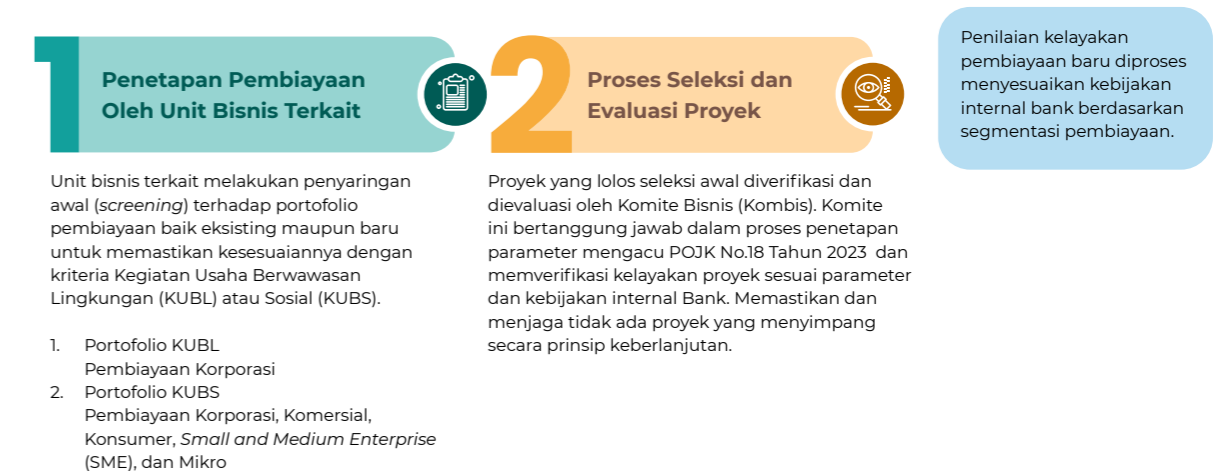 1
Penetapan Pembiayaan
Oleh Unit Bisnis Terkait
Unit bisnis terkait melakukan penyaringan
awal (screening) terhadap portofolio
pembiayaan baik eksisting maupun baru
untuk memastikan kesesuaiannya dengan
kriteria Kegiatan Usaha Berwawasan
Lingkungan (KUBL) atau Sosial (KUBS).
1. Portofolio KUBL
Pembiayaan Korporasi
2. Portofolio KUBS
Pembiayaan Korporasi, Komersial,
Konsumer, Small and Medium Enterprise
(SME), dan Mikro
2
Proses Seleksi dan
Evaluasi Proyek
Proyek yang lolos seleksi awal diverifikasi dan
dievaluasi oleh Komite Bisnis (Kombis). Komite
ini bertanggung jawab dalam proses penetapan
parameter mengacu POJK No.18 Tahun 2023 dan
memverifikasi kelayakan proyek sesuai parameter
dan kebijakan internal Bank. Memastikan dan
menjaga tidak ada proyek yang menyimpang
secara prinsip keberlanjutan.
Penilaian kelayakan
pembiayaan baru diproses
menyesuaikan kebijakan
internal bank berdasarkan
segmentasi pembiayaan.